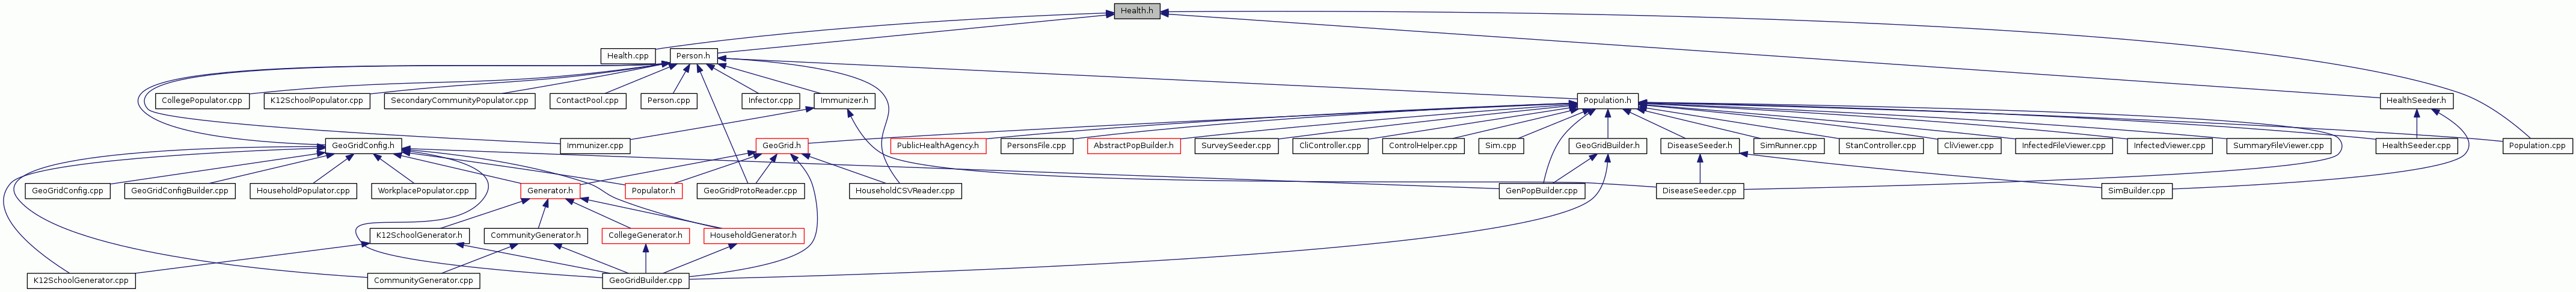 Health.h
Health.cpp
Person.h
CollegePopulator.cpp
K12SchoolPopulator.cpp
SecondaryCommunityPopulator.cpp
ContactPool.cpp
Person.cpp
Infector.cpp
Immunizer.h
Population.h
HealthSeeder.h
GeoGridConfig.h
Immunizer.cpp
GeoGrid.h
PublicHealthAgency.h
PersonsFile.cpp
AbstractPopBuilder.h
SurveySeeder.cpp
CliController.cpp
ControlHelper.cpp
Sim.cpp
GeoGridBuilder.h
DiseaseSeeder.h
SimRunner.cpp
StanController.cpp
CliViewer.cpp
InfectedFileViewer.cpp
InfectedViewer.cpp
SummaryFileViewer.cpp
HealthSeeder.cpp
Population.cpp
GeoGridConfig.cpp
GeoGridConfigBuilder.cpp
HouseholdPopulator.cpp
WorkplacePopulator.cpp
Generator.h
Populator.h
GeoGridProtoReader.cpp
HouseholdCSVReader.cpp
GenPopBuilder.cpp
DiseaseSeeder.cpp
SimBuilder.cpp
K12SchoolGenerator.h
CommunityGenerator.h
CollegeGenerator.h
HouseholdGenerator.h
K12SchoolGenerator.cpp
CommunityGenerator.cpp
GeoGridBuilder.cpp